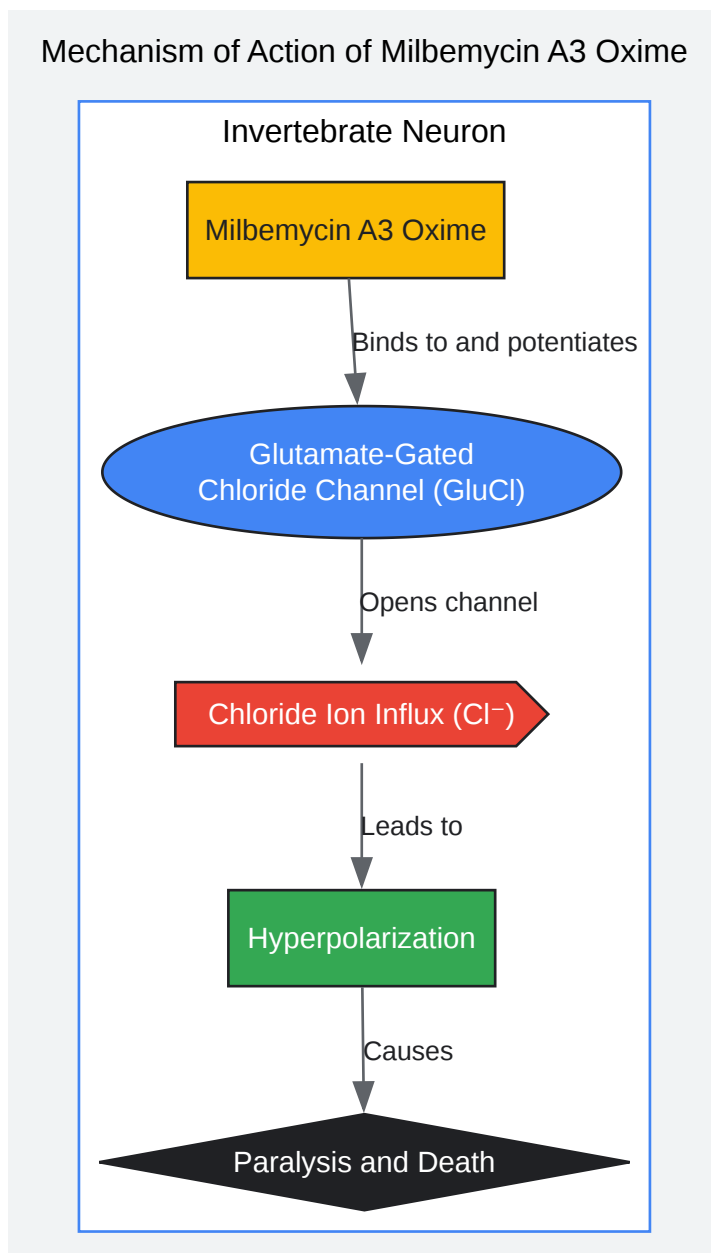 Mechanism of Action of Milbemycin A3 Oxime
Invertebrate Neuron
Milbemycin A3 Oxime
Binds to and potentiates
Glutamate-Gated
Chloride Channel (GluCl)
Opens channel
Chloride Ion Influx (Cl⁻)
Leads to
Hyperpolarization
Causes
Paralysis and Death